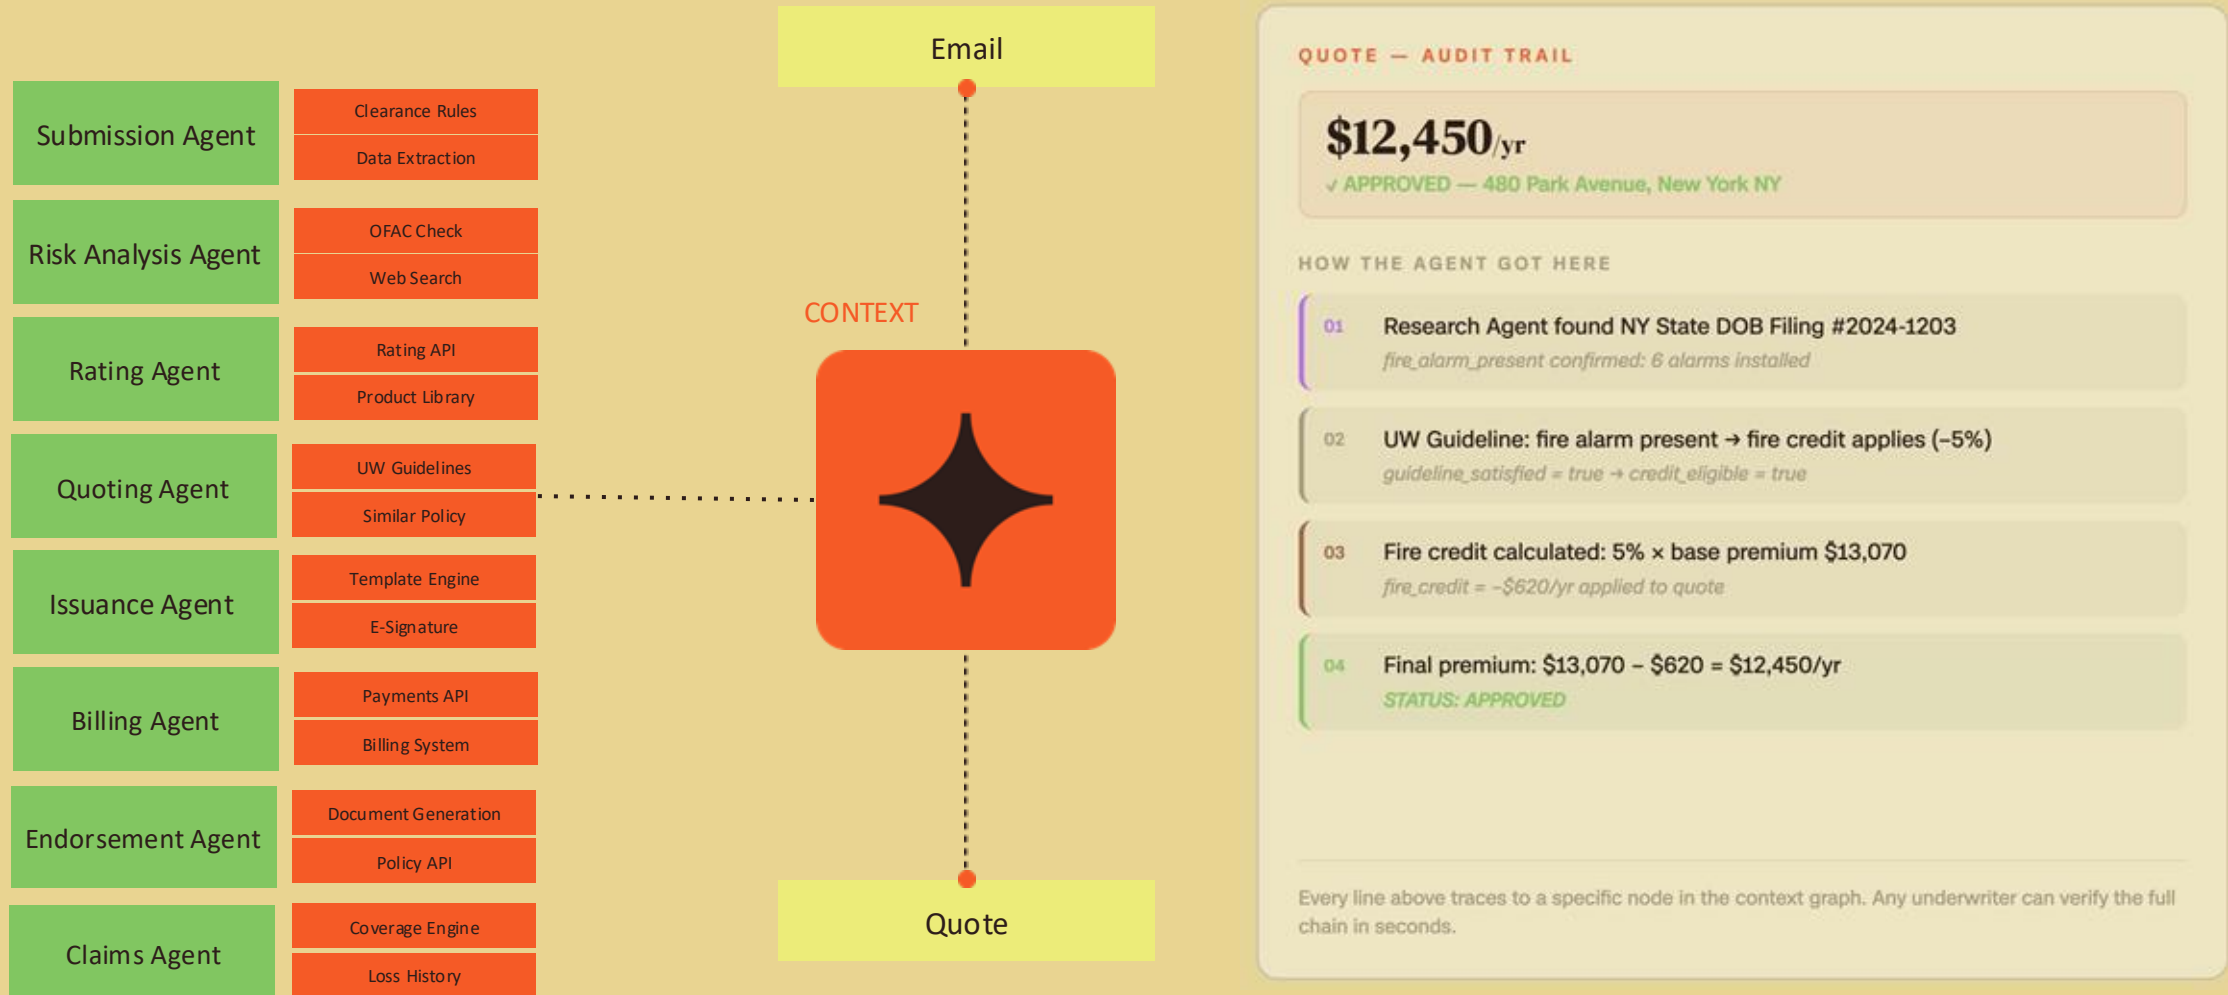 Submission Agent
Clearance Rules
Data Extraction
Risk Analysis Agent
OFAC Check
Web Search
Rating Agent
Rating API
Product Library
Quoting Agent
UW Guidelines
Similar Policy
Issuance Agent
Template Engine
E-Signature
Billing Agent
Payments API
Billing System
Endorsement Agent
Document Generation
Policy API
Claims Agent
Coverage Engine
Loss History
Email
CONTEXT
Quote
QUOTE — AUDIT TRAIL
$12,450/yr
✓ APPROVED — 480 Park Avenue, New York NY
HOW THE AGENT GOT HERE
01 Research Agent found NY State DOB Filing #2024-1203
fire_alarm_present confirmed: 6 alarms installed
02 UW Guideline: fire alarm present → fire credit applies (−5%)
guideline_satisfied = true → credit_eligible = true
03 Fire credit calculated: 5% × base premium $13,070
fire_credit = −$620/yr applied to quote
04 Final premium: $13,070 − $620 = $12,450/yr
STATUS: APPROVED
Every line above traces to a specific node in the context graph. Any underwriter can verify the full
chain in seconds.